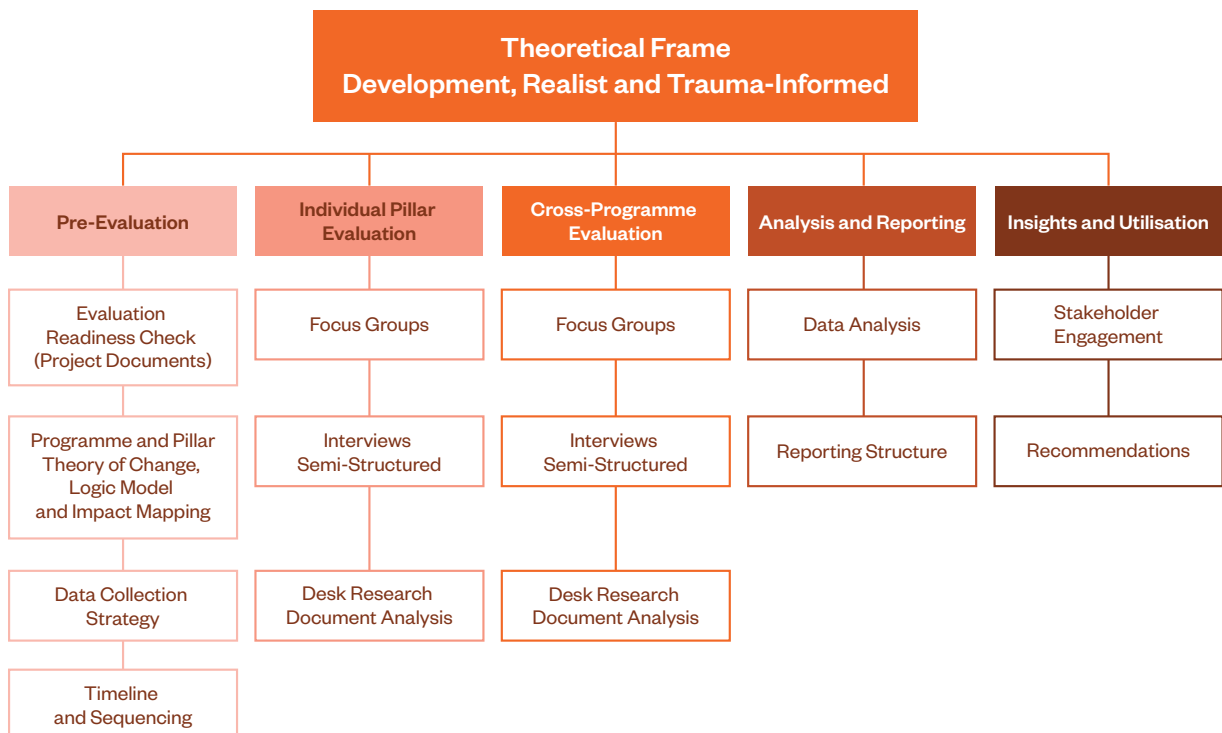 Theoretical Frame
Development, Realist and Trauma-Informed
Pre-Evaluation
Evaluation
Readiness Check
(Project Documents)
Programme and Pillar
Theory of Change,
Logic Model
and Impact Mapping
Data Collection
Strategy
Timeline
and Sequencing
Individual Pillar
Evaluation
Focus Groups
Interviews
Semi-Structured
Desk Research
Document Analysis
Cross-Programme
Evaluation
Focus Groups
Interviews
Semi-Structured
Desk Research
Document Analysis
Analysis and Reporting
Data Analysis
Reporting Structure
Insights and Utilisation
Stakeholder
Engagement
Recommendations